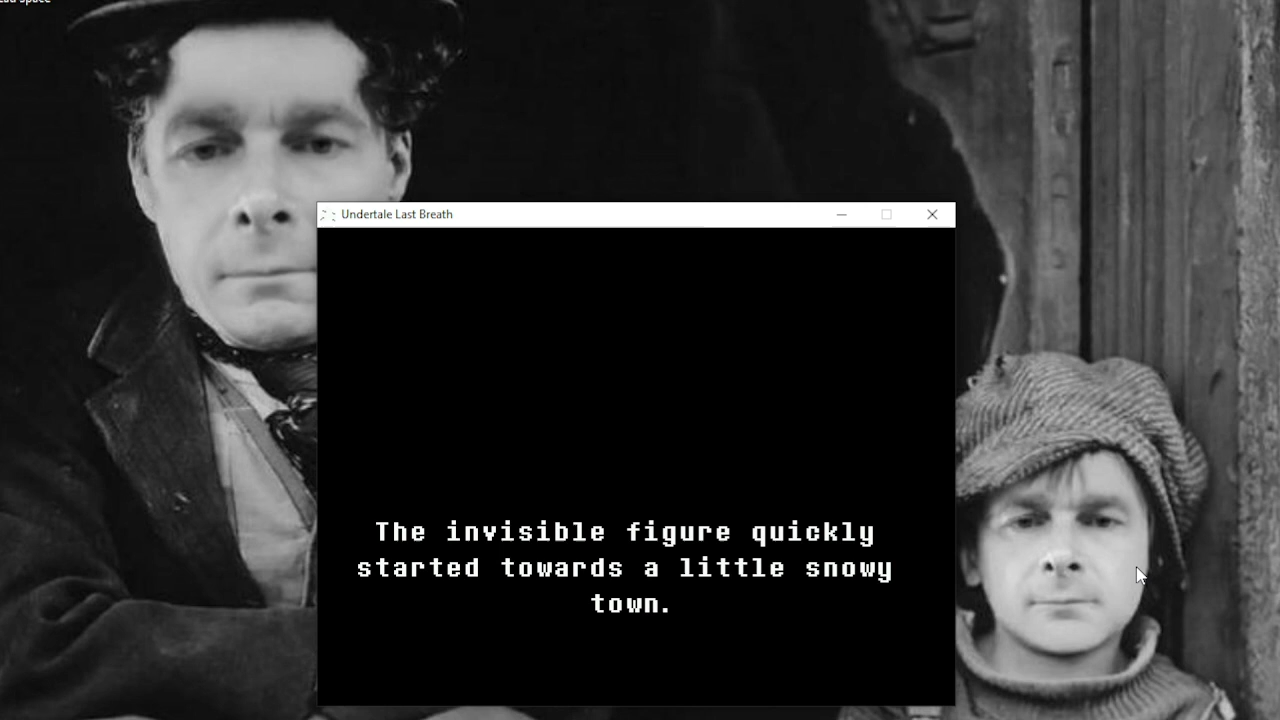 Undertale Last Breath
The invisible figure quickly
started towards a little snowy
town.